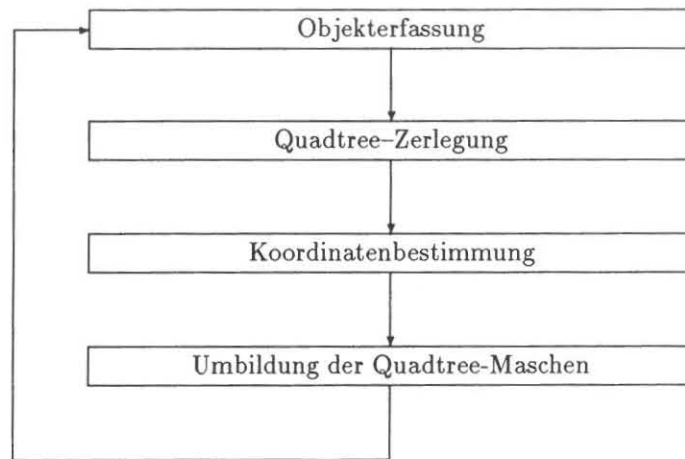 Objekterfassung
Quadtree–Zerlegung
Koordinatenbestimmung
Umbildung der Quadtree-Maschen